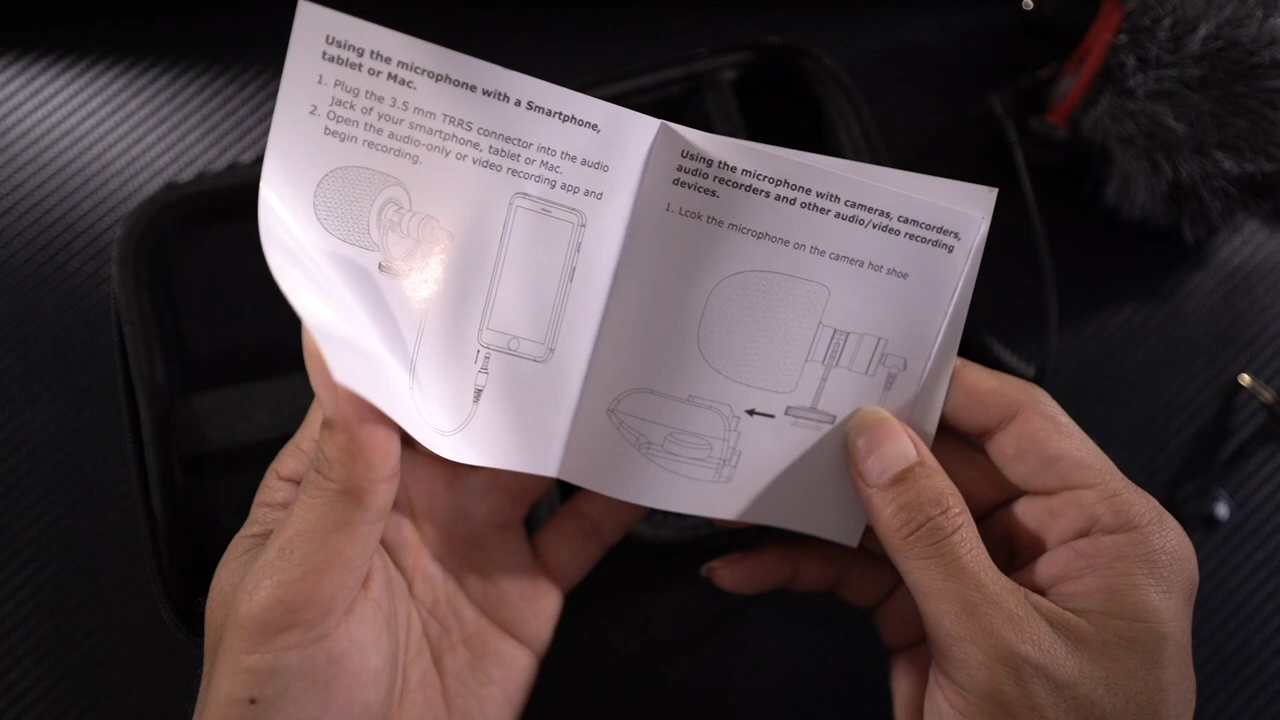 Using the microphone with a Smartphone,
tablet or Mac.
1. Plug the 3.5 mm TRRS connector into the audio
jack of your smartphone, tablet or Mac.
2. Open the audio-only or video recording app and
begin recording.
Using the microphone with cameras, camcorders,
audio recorders and other audio/video recording
devices.
1. Lcok the microphone on the camera hot shoe